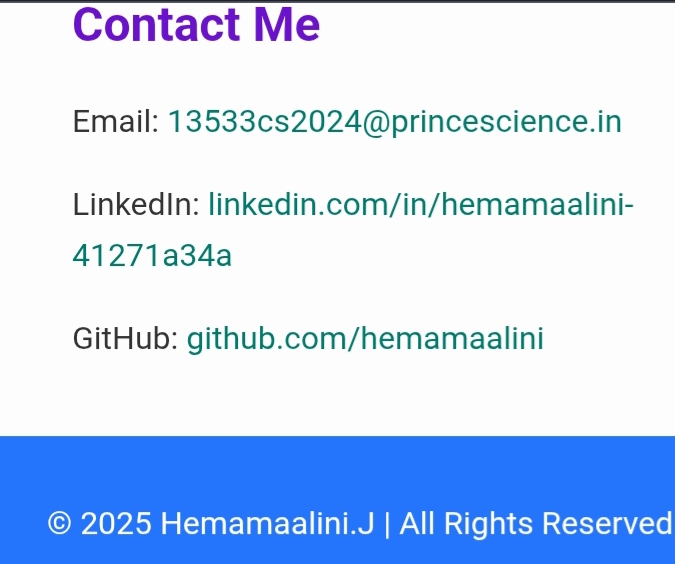 Contact Me
Email: 13533cs2024@princescience.in
LinkedIn: linkedin.com/in/hemamaalini-
41271a34a
GitHub: github.com/hemamaalini
© 2025 Hemamaalini.J | All Rights Reserved